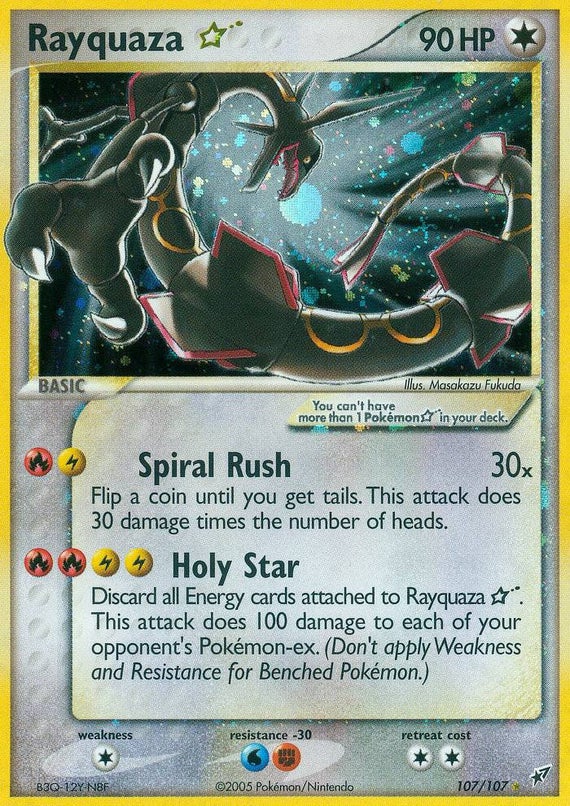 Rayquaza ☆ 90 HP
BASIC
Illus. Masakazu Fukuda
You can't have
more than 1 Pokémon ☆ in your deck.
Spiral Rush 30x
Flip a coin until you get tails. This attack does
30 damage times the number of heads.
Holy Star
Discard all Energy cards attached to Rayquaza ☆.
This attack does 100 damage to each of your
opponent's Pokémon-ex. (Don't apply Weakness
and Resistance for Benched Pokémon.)
weakness resistance -30 retreat cost
B3Q-12Y-NBF ©2005 Pokémon/Nintendo 107/107